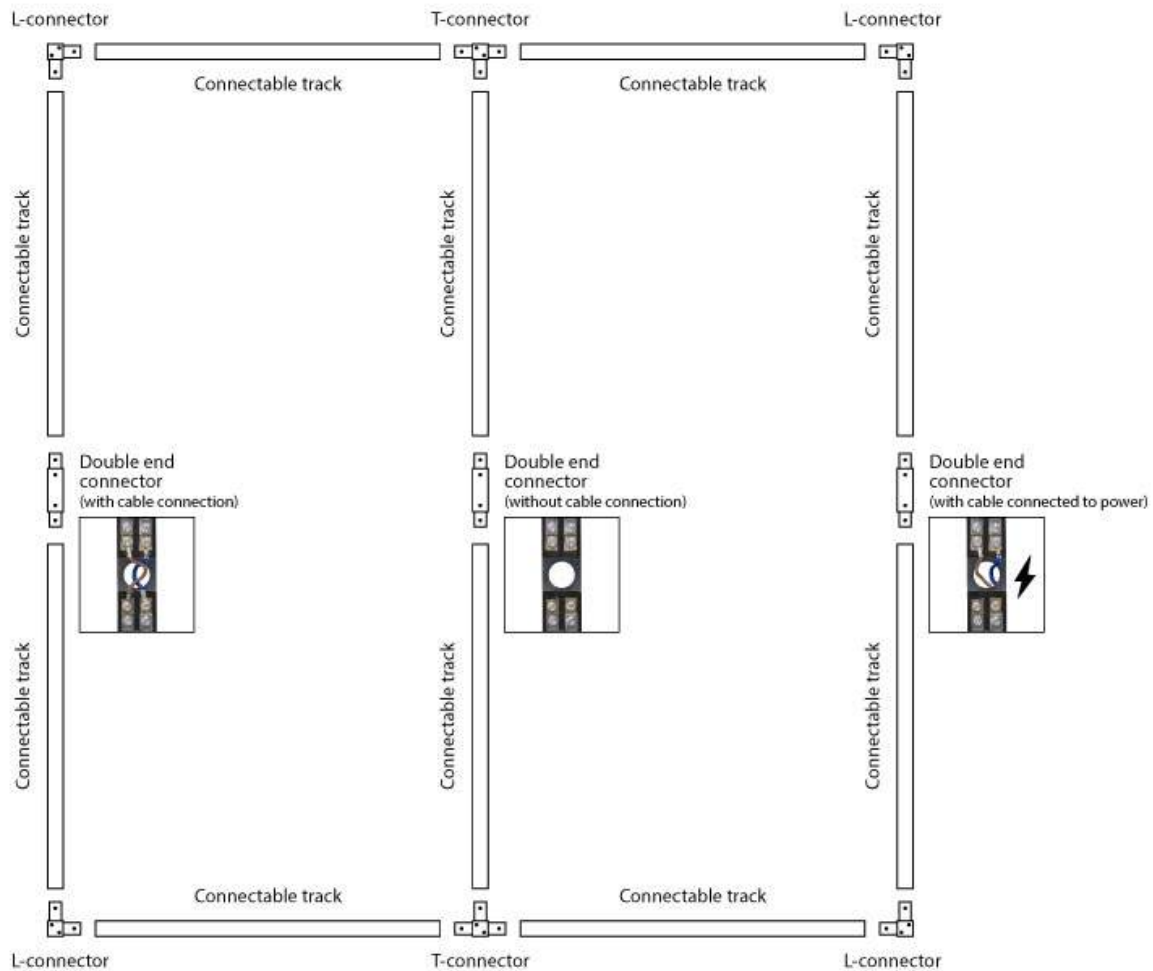 L-connector
T-connector
L-connector
Connectable track
Connectable track
Connectable track
Connectable track
Connectable track
Double end
connector
(with cable connection)
Double end
connector
(without cable connection)
Double end
connector
(with cable connected to power)
Connectable track
Connectable track
Connectable track
Connectable track
Connectable track
L-connector
T-connector
L-connector